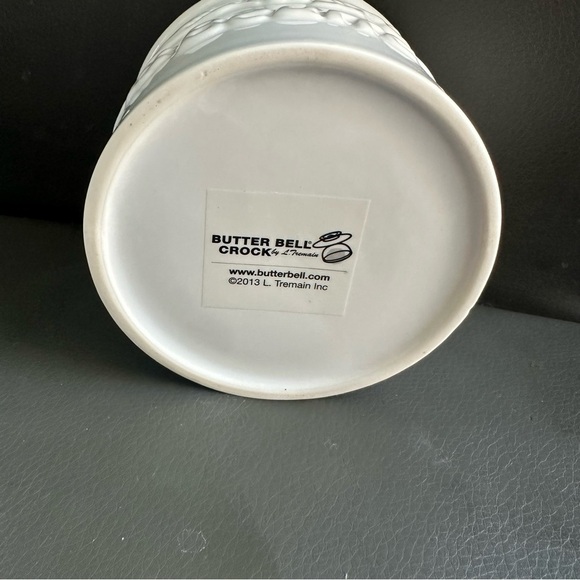 BUTTER BELL®
CROCK by L. Tremain
www.butterbell.com
©2013 L. Tremain Inc